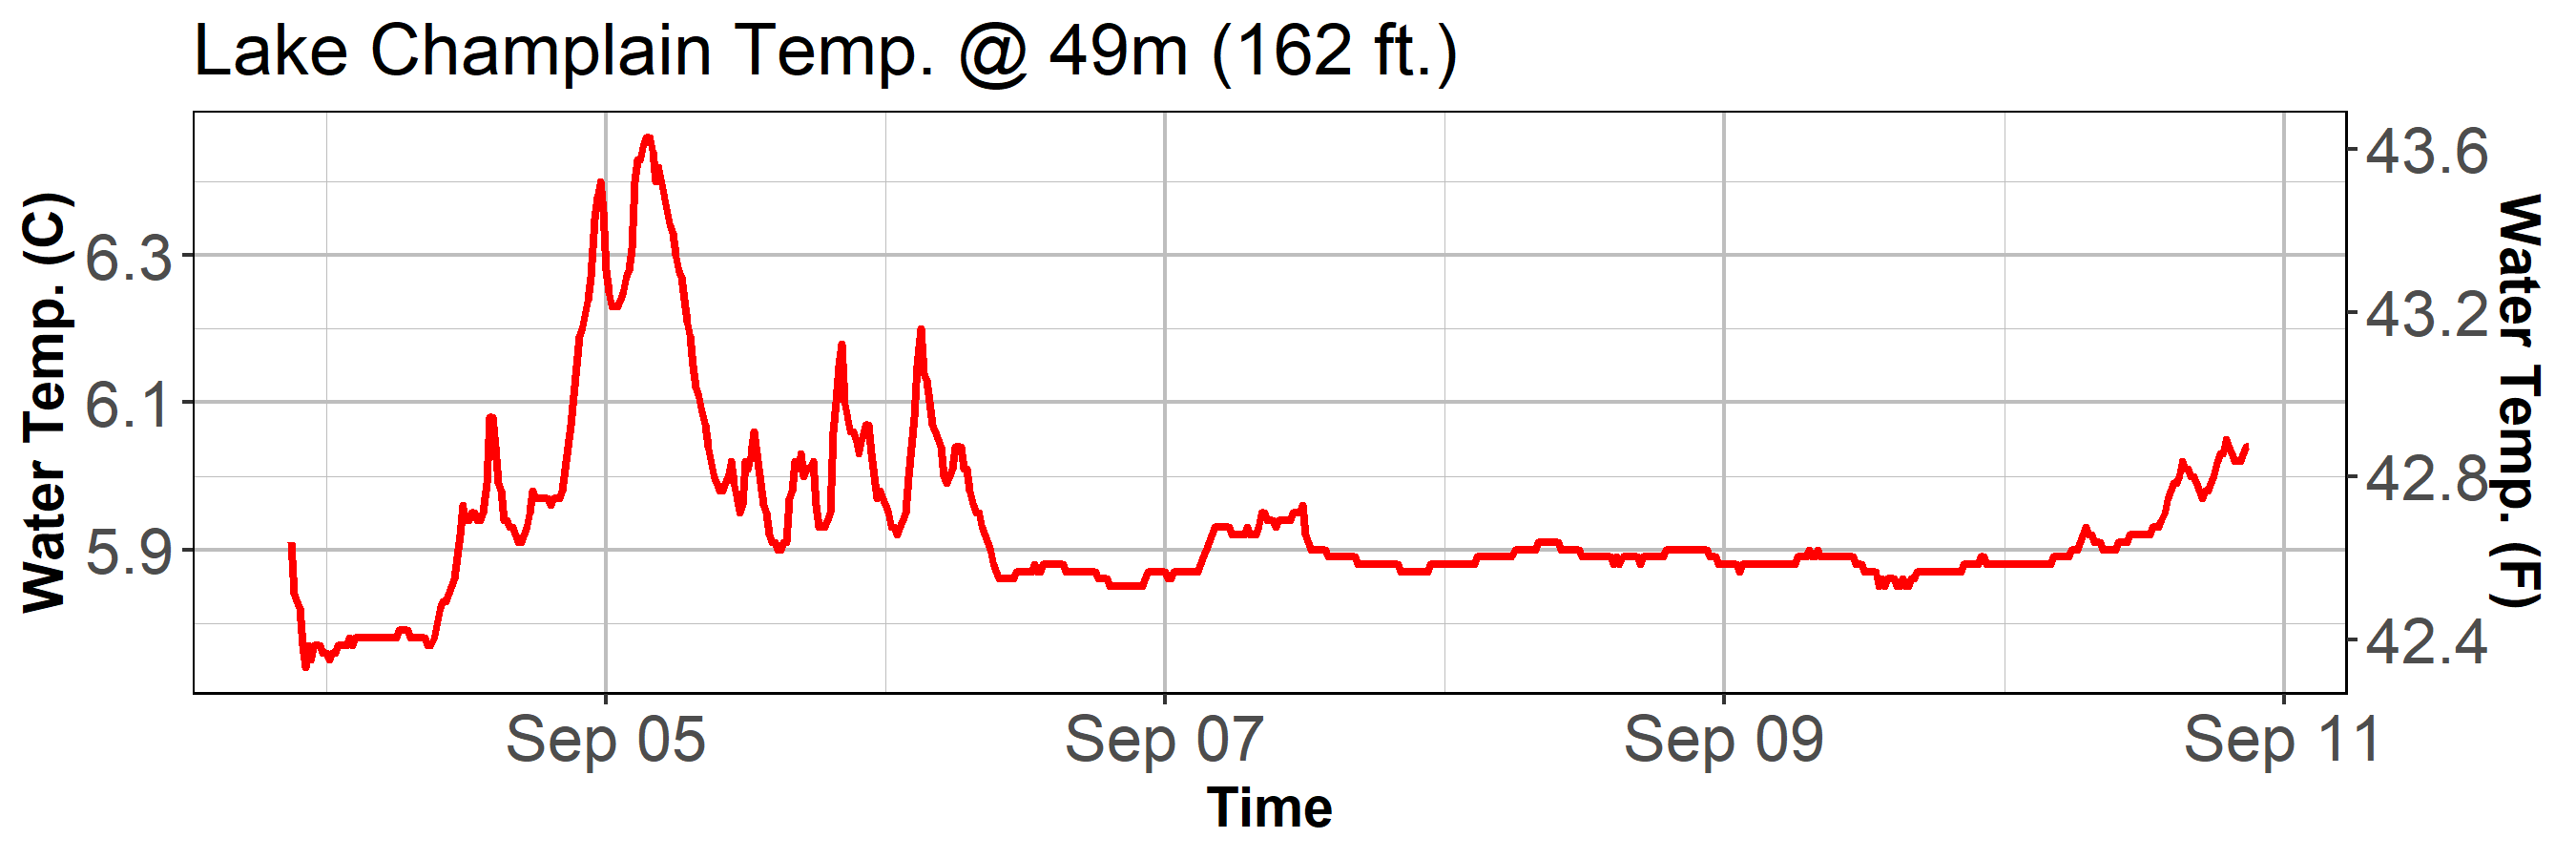 Lake Champlain Temp. @ 49m (162 ft.)
Water Temp. (C)
6.3
6.1
5.9
43.6
43.2
42.8
42.4
Water Temp. (F)
Sep 05
Sep 07
Sep 09
Sep 11
Time